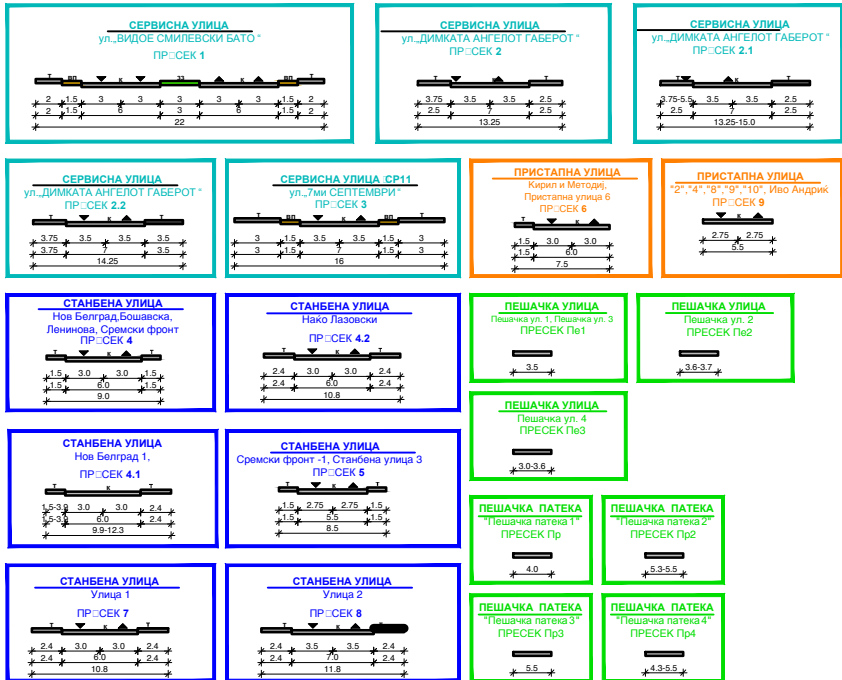 СЕРВИСНА УЛИЦА
ул.„ВИДОЕ СМИЛЕВСКИ БАТО “
ПР□СЕК 1
Т ВП К ЗЗ К ВП Т
2 1.5 3 3 3 3 3 1.5 2
2 1.5 6 3 6 1.5 2
22
СЕРВИСНА УЛИЦА
ул.„ДИМКАТА АНГЕЛОТ ГАБЕРОТ “
ПР□СЕК 2
Т К Т
3.75 3.5 3.5 2.5
2.5 7 2.5
13.25
СЕРВИСНА УЛИЦА
ул.„ДИМКАТА АНГЕЛОТ ГАБЕРОТ “
ПР□СЕК 2.1
Т К Т
3.75-5.5 3.5 3.5 2.5
2.5 7 2.5
13.25-15.0
СЕРВИСНА УЛИЦА
ул.„ДИМКАТА АНГЕЛОТ ГАБЕРОТ “
ПР□СЕК 2.2
Т К Т
3.75 3.5 3.5 3.5
3.75 7 3.5
14.25
СЕРВИСНА УЛИЦА СР11
ул.„7ми СЕПТЕМВРИ“
ПР□СЕК 3
Т ВП К ВП Т
3 1.5 3.5 3.5 1.5 3
3 1.5 7 1.5 3
16
ПРИСТАПНА УЛИЦА
Кирил и Методиј,
Пристапна улица 6
ПР□СЕК 6
Т К
1.5 3.0 3.0
1.5 6.0
7.5
ПРИСТАПНА УЛИЦА
"2","4","8","9","10", Иво Андриќ
ПР□СЕК 9
К
2.75 2.75
5.5
СТАНБЕНА УЛИЦА
Нов Белград,Бошавска,
Ленинова, Сремски фронт
ПР□СЕК 4
Т К Т
1.5 3.0 3.0 1.5
1.5 6.0 1.5
9.0
СТАНБЕНА УЛИЦА
Наќо Лазовски
ПР□СЕК 4.2
Т К Т
2.4 3.0 3.0 2.4
2.4 6.0 2.4
10.8
ПЕШАЧКА УЛИЦА
Пешачка ул. 1, Пешачка ул. 3
ПРЕСЕК Пе1
3.5
ПЕШАЧКА УЛИЦА
Пешачка ул. 2
ПРЕСЕК Пе2
3.6-3.7
ПЕШАЧКА УЛИЦА
Пешачка ул. 4
ПРЕСЕК Пе3
3.0-3.6
СТАНБЕНА УЛИЦА
Нов Белград 1,
ПР□СЕК 4.1
Т К Т
1.5-3.9 3.0 3.0 2.4
1.5-3.9 6.0 2.4
9.9-12.3
СТАНБЕНА УЛИЦА
Сремски фронт -1, Станбена улица 3
ПР□СЕК 5
Т К Т
1.5 2.75 2.75 1.5
1.5 5.5 1.5
8.5
ПЕШАЧКА ПАТЕКА
"Пешачка патека 1"
ПРЕСЕК Пр
4.0
ПЕШАЧКА ПАТЕКА
"Пешачка патека 2"
ПРЕСЕК Пр2
5.3-5.5
СТАНБЕНА УЛИЦА
Улица 1
ПР□СЕК 7
Т К Т
2.4 3.0 3.0 2.4
2.4 6.0 2.4
10.8
СТАНБЕНА УЛИЦА
Улица 2
ПР□СЕК 8
Т К
2.4 3.5 3.5 2.4
2.4 7.0 2.4
11.8
ПЕШАЧКА ПАТЕКА
"Пешачка патека 3"
ПРЕСЕК Пр3
5.5
ПЕШАЧКА ПАТЕКА
"Пешачка патека 4"
ПРЕСЕК Пр4
4.3-5.5